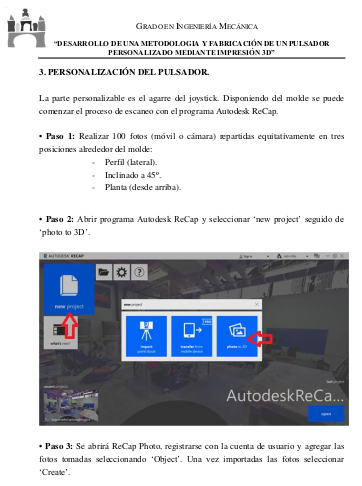 GRADO EN INGENIERÍA MECÁNICA
“DESARROLLO DE UNA METODOLOGIA Y FABRICACIÓN DE UN PULSADOR
PERSONALIZADO MEDIANTE IMPRESIÓN 3D”
3. PERSONALIZACIÓN DEL PULSADOR.
La parte personalizable es el agarre del joystick. Disponiendo del molde se puede
comenzar el proceso de escaneo con el programa Autodesk ReCap.
• Paso 1: Realizar 100 fotos (móvil o cámara) repartidas equitativamente en tres
posiciones alrededor del molde:
- Perfil (lateral).
- Inclinado a 45º.
- Planta (desde arriba).
• Paso 2: Abrir programa Autodesk ReCap y seleccionar ‘new project’ seguido de
‘photo to 3D’.
AUTODESK RECAP
new project
what's new?
new project
import
point cloud
transfer from
mobile device
photo to 3D
recent projects
AutodeskReCa...
open
• Paso 3: Se abrirá ReCap Photo, registrarse con la cuenta de usuario y agregar las
fotos tomadas seleccionando ‘Object’. Una vez importadas las fotos seleccionar
‘Create’.